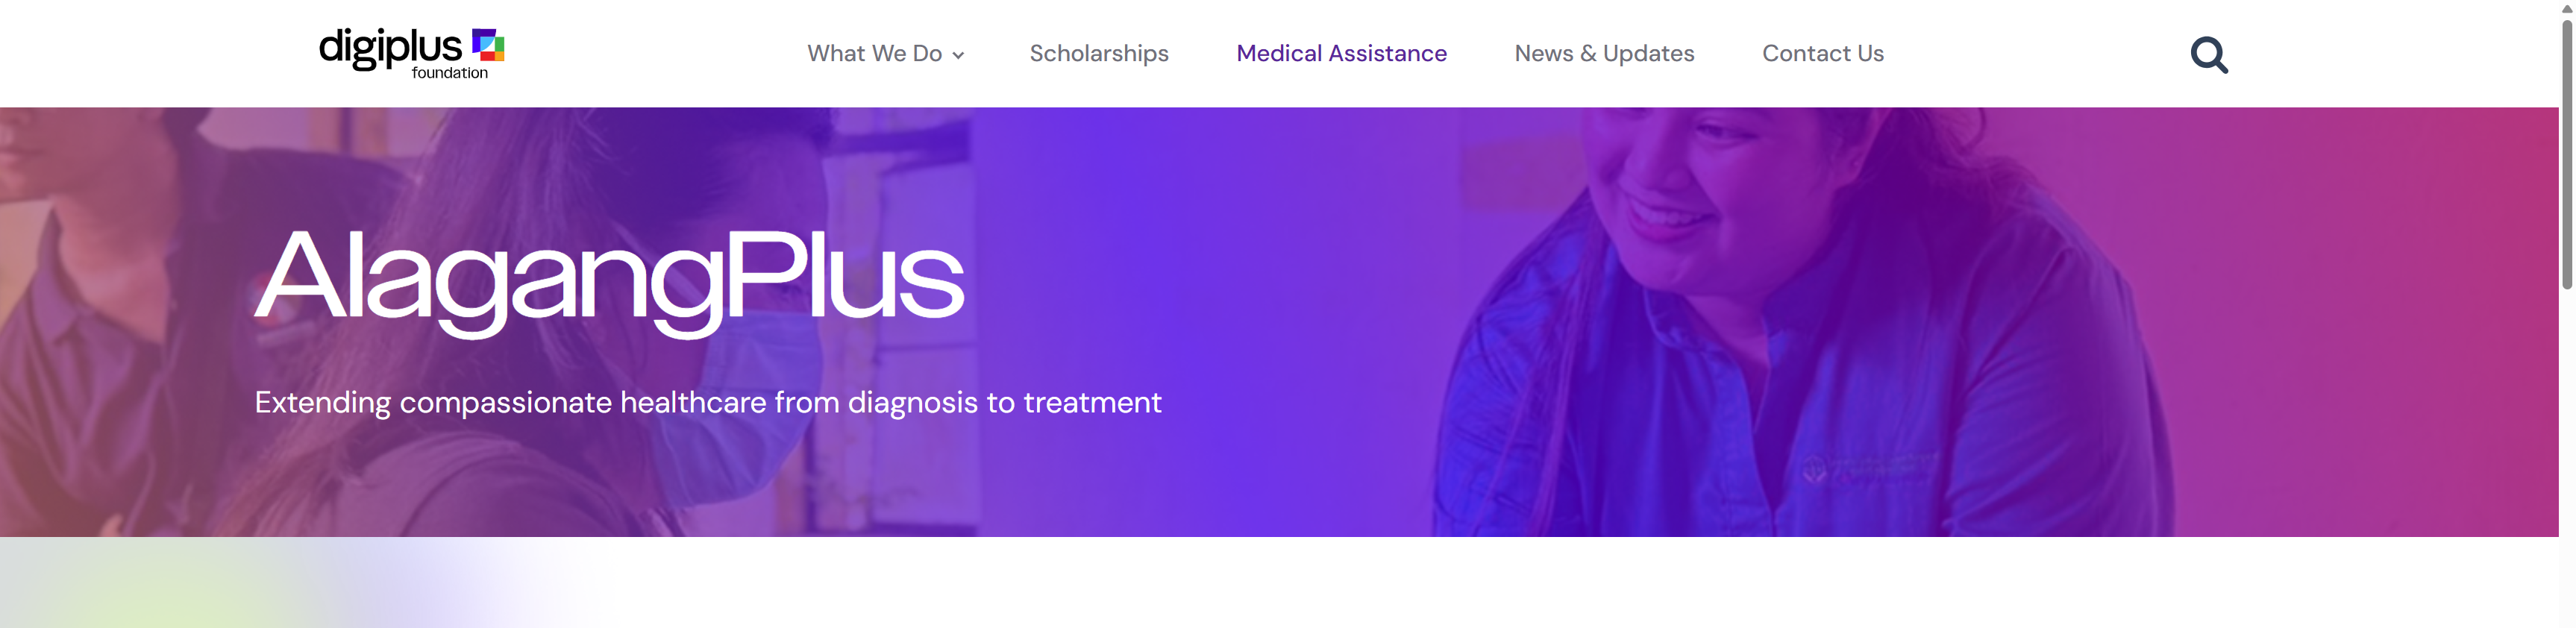 digiplus
foundation
What We Do
Scholarships
Medical Assistance
News & Updates
Contact Us
AlagangPlus
Extending compassionate healthcare from diagnosis to treatment